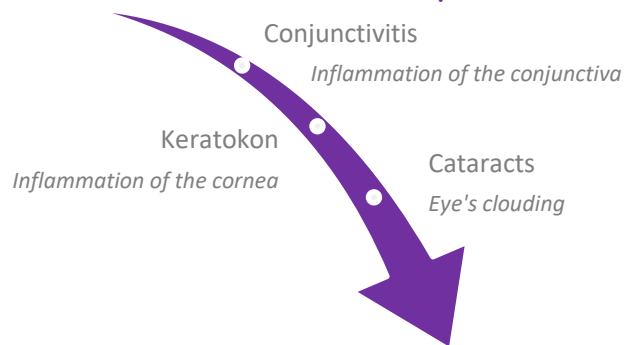 Conjunctivitis
Inflammation of the conjunctiva
Keratokon
Inflammation of the cornea
Cataracts
Eye's clouding